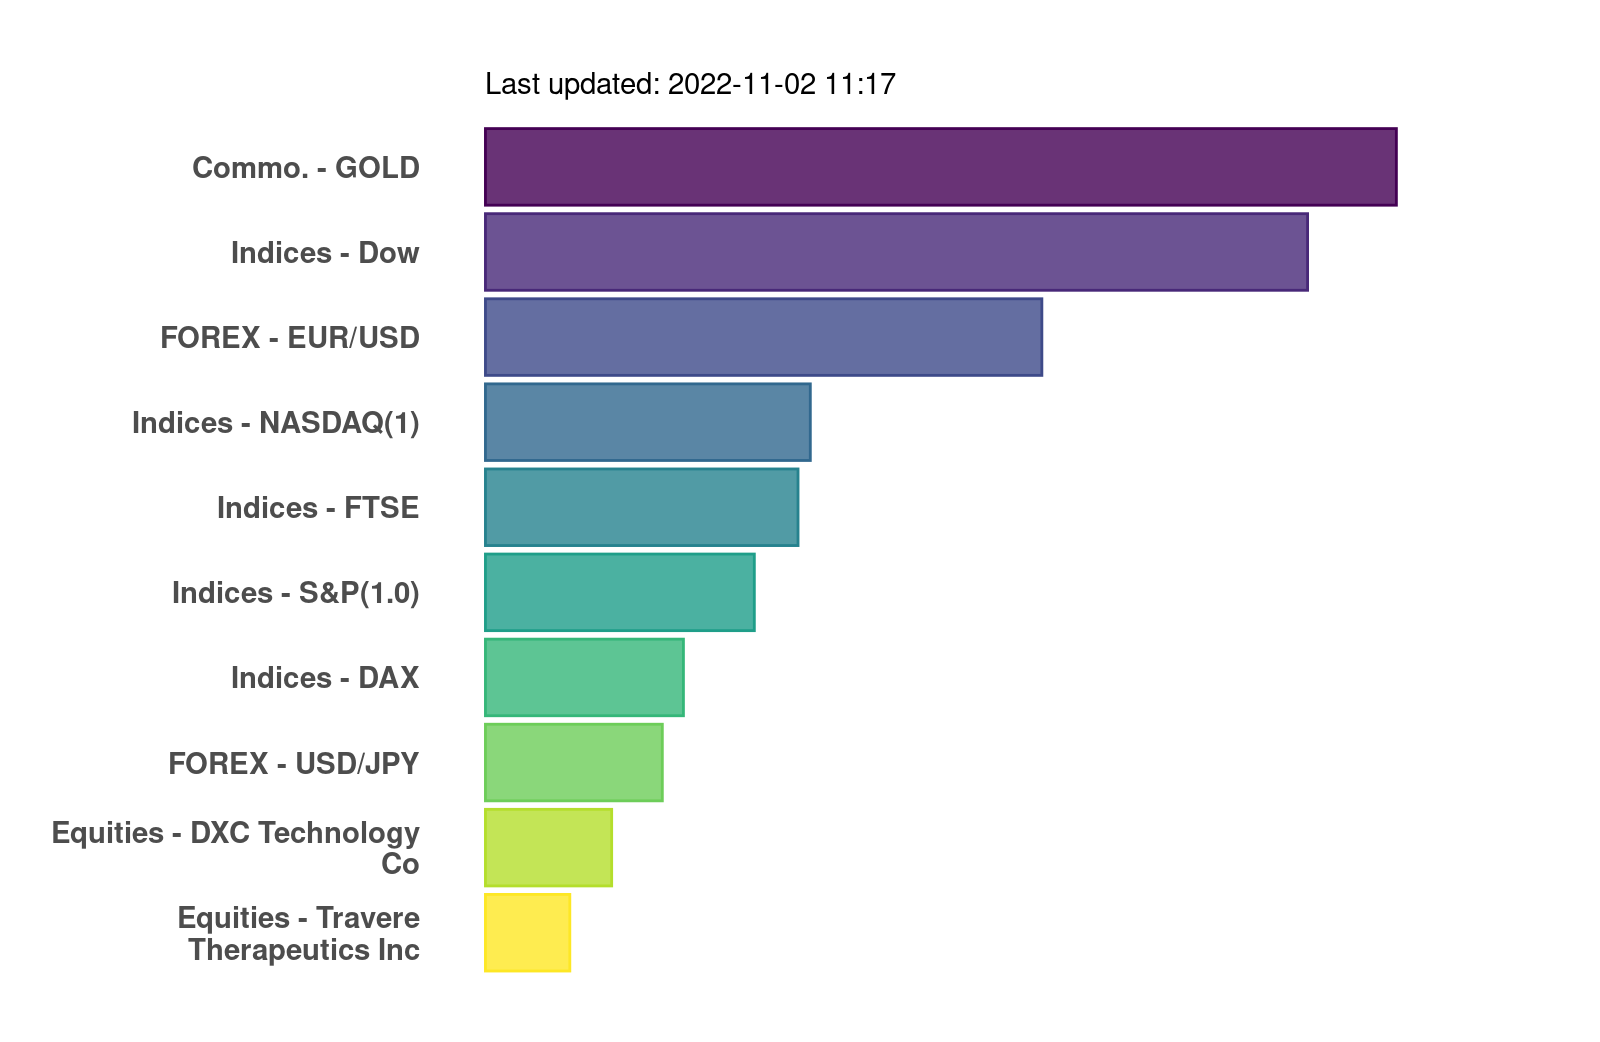 Last updated: 2022-11-02 11:17
Commo. - GOLD
Indices - Dow
FOREX - EUR/USD
Indices - NASDAQ(1)
Indices - FTSE
Indices - S&P(1.0)
Indices - DAX
FOREX - USD/JPY
Equities - DXC Technology
Co
Equities - Travere
Therapeutics Inc